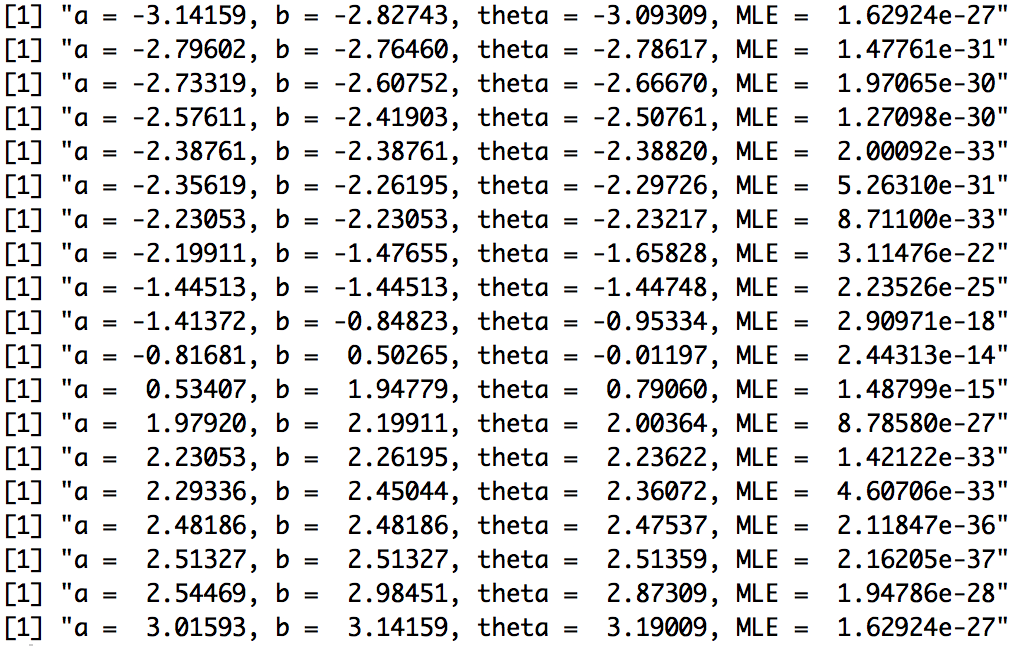 [1] "a = -3.14159, b = -2.82743, theta = -3.09309, MLE =  1.62924e-27"
[1] "a = -2.79602, b = -2.76460, theta = -2.78617, MLE =  1.47761e-31"
[1] "a = -2.73319, b = -2.60752, theta = -2.66670, MLE =  1.97065e-30"
[1] "a = -2.57611, b = -2.41903, theta = -2.50761, MLE =  1.27098e-30"
[1] "a = -2.38761, b = -2.38761, theta = -2.38820, MLE =  2.00092e-33"
[1] "a = -2.35619, b = -2.26195, theta = -2.29726, MLE =  5.26310e-31"
[1] "a = -2.23053, b = -2.23053, theta = -2.23217, MLE =  8.71100e-33"
[1] "a = -2.19911, b = -1.47655, theta = -1.65828, MLE =  3.11476e-22"
[1] "a = -1.44513, b = -1.44513, theta = -1.44748, MLE =  2.23526e-25"
[1] "a = -1.41372, b = -0.84823, theta = -0.95334, MLE =  2.90971e-18"
[1] "a = -0.81681, b =  0.50265, theta = -0.01197, MLE =  2.44313e-14"
[1] "a =  0.53407, b =  1.94779, theta =  0.79060, MLE =  1.48799e-15"
[1] "a =  1.97920, b =  2.19911, theta =  2.00364, MLE =  8.78580e-27"
[1] "a =  2.23053, b =  2.26195, theta =  2.23622, MLE =  1.42122e-33"
[1] "a =  2.29336, b =  2.45044, theta =  2.36072, MLE =  4.60706e-33"
[1] "a =  2.48186, b =  2.48186, theta =  2.47537, MLE =  2.11847e-36"
[1] "a =  2.51327, b =  2.51327, theta =  2.51359, MLE =  2.16205e-37"
[1] "a =  2.54469, b =  2.98451, theta =  2.87309, MLE =  1.94786e-28"
[1] "a =  3.01593, b =  3.14159, theta =  3.19009, MLE =  1.62924e-27"